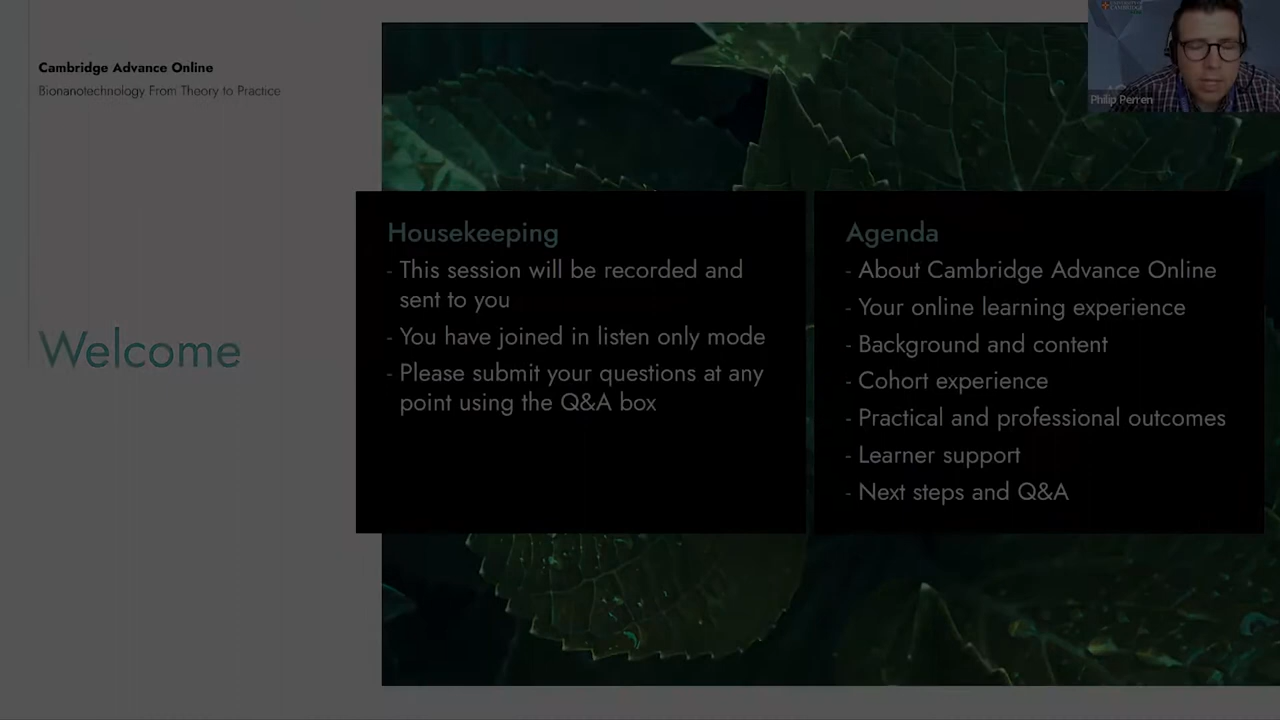 Cambridge Advance Online
Bionanotechnology From Theory to Practice
Welcome
Housekeeping
- This session will be recorded and
sent to you
- You have joined in listen only mode
- Please submit your questions at any
point using the Q&A box
Agenda
- About Cambridge Advance Online
- Your online learning experience
- Background and content
- Cohort experience
- Practical and professional outcomes
- Learner support
- Next steps and Q&A
Philip Perren